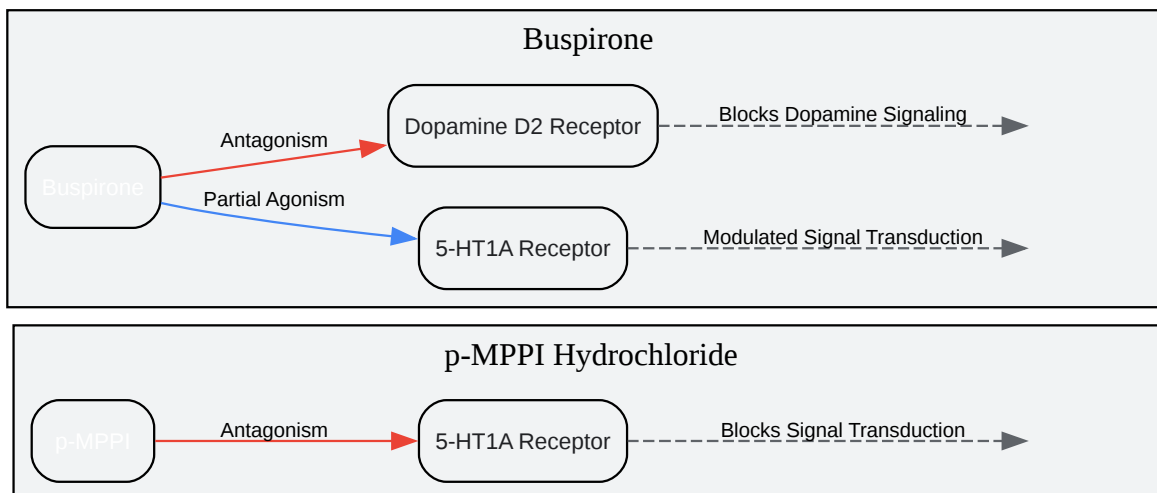 Buspirone
Antagonism
Dopamine D2 Receptor
Blocks Dopamine Signaling
Buspirone
Partial Agonism
5-HT1A Receptor
Modulated Signal Transduction
p-MPPI Hydrochloride
p-MPPI
Antagonism
5-HT1A Receptor
Blocks Signal Transduction